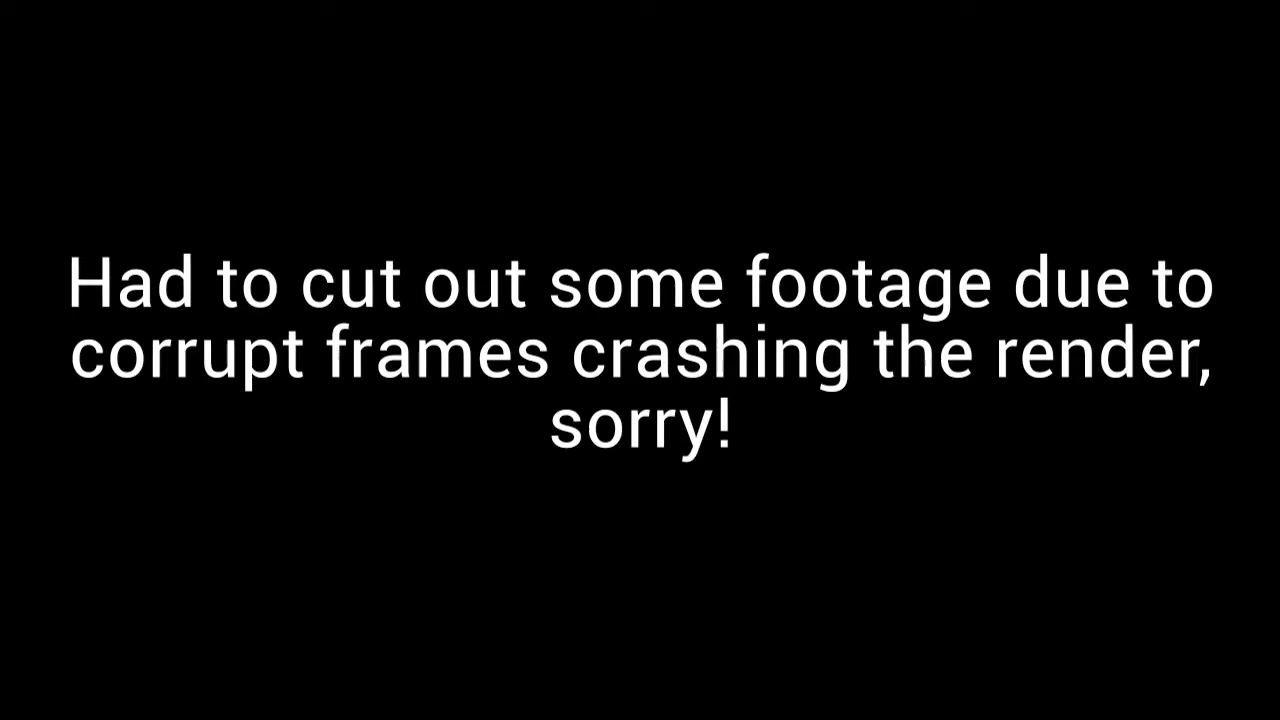 Had to cut out some footage due to
corrupt frames crashing the render,
sorry!